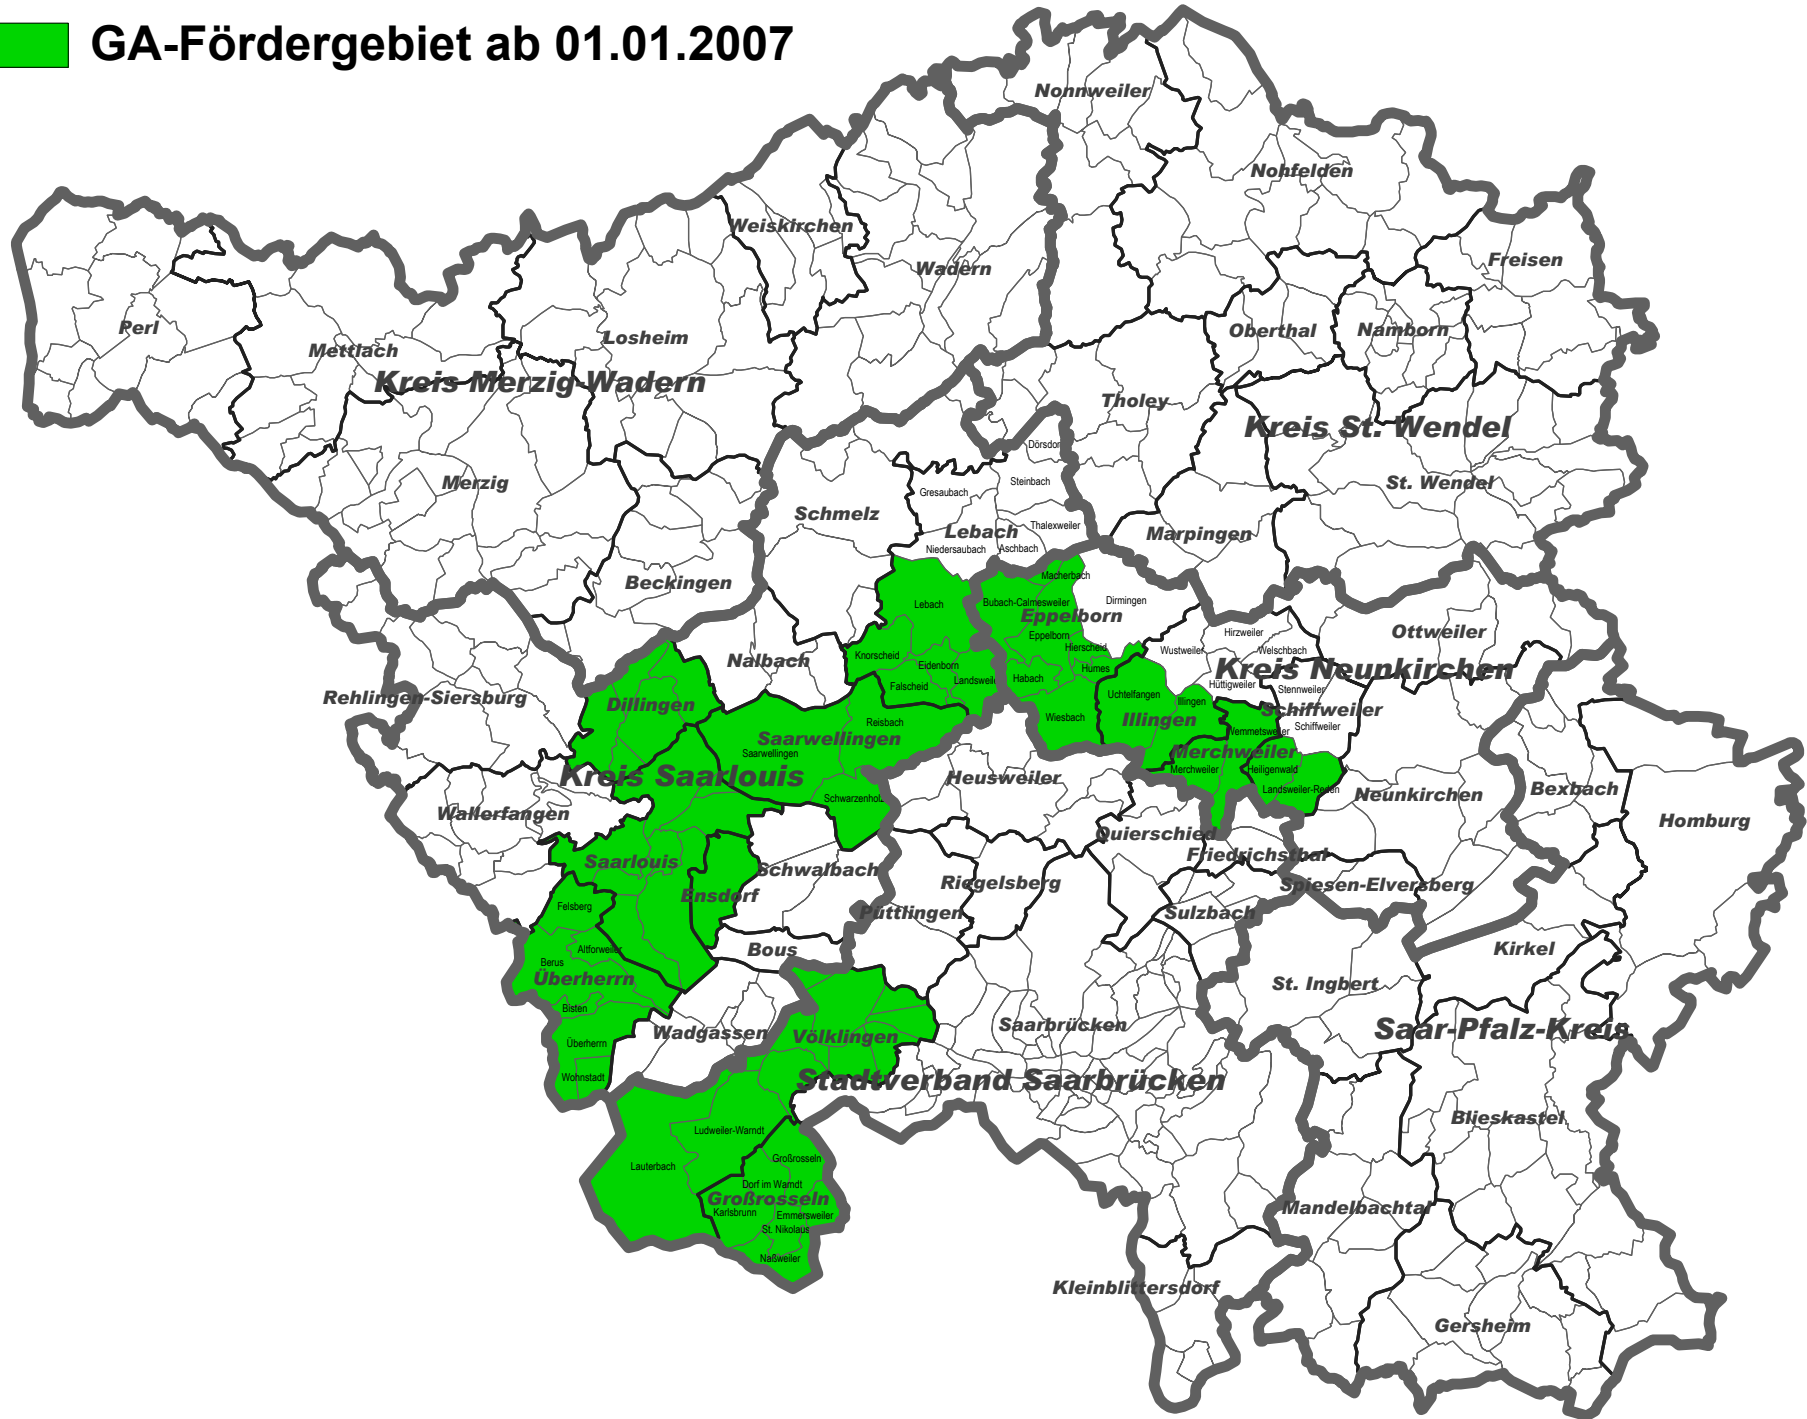 GA-Fördergebiet ab 01.01.2007
Nonnweiler
Nohfelden
Weiskirchen
Wadern
Freisen
Perl
Mettlach
Losheim
Oberthal
Namborn
Kreis Merzig-Wadern
Tholey
Kreis St. Wendel
Dörsdorf
Merzig
Steinbach
St. Wendel
Gresaubach
Schmelz
Thalexweiler
Lebach
Marpingen
Niedersaubach
Aschbach
Beckingen
Macherbach
Lebach
Bubach-Calmesweiler
Dirmingen
Eppelborn
Eppelborn
Hirzweiler
Ottweiler
Hierscheid
Wustweiler
Welschbach
Knorscheid
Nalbach
Eidenborn
Humes
Kreis Neunkirchen
Habach
Landsweiler
Falscheid
Hüttigweiler
Stennweiler
Rehlingen-Siersburg
Dillingen
Uchtelfangen
Illingen
Schiffweiler
Wiesbach
Illingen
Reisbach
Schiffweiler
Wemmetsweiler
Saarwellingen
Saarwellingen
Merchweiler
Merchweiler
Heiligenwald
Kreis Saarlouis
Heusweiler
Landsweiler-Reden
Bexbach
Neunkirchen
Schwarzenholz
Wallerfangen
Homburg
Quierschied
Friedrichsthal
Saarlouis
Schwalbach
Riegelsberg
Spiesen-Elversberg
Ensdorf
Felsberg
Püttlingen
Sulzbach
Altforweiler
Bous
Kirkel
Berus
Überherrn
St. Ingbert
Bisten
Saarbrücken
Saar-Pfalz-Kreis
Wadgassen
Völklingen
Überherrn
Wohnstadt
Stadtverband Saarbrücken
Blieskastel
Ludweiler-Warndt
Großrosseln
Lauterbach
Dorf im Warndt
Großrosseln
Karlsbrunn
Emmersweiler
Mandelbachtal
St. Nikolaus
Naßweiler
Kleinblittersdorf
Gersheim